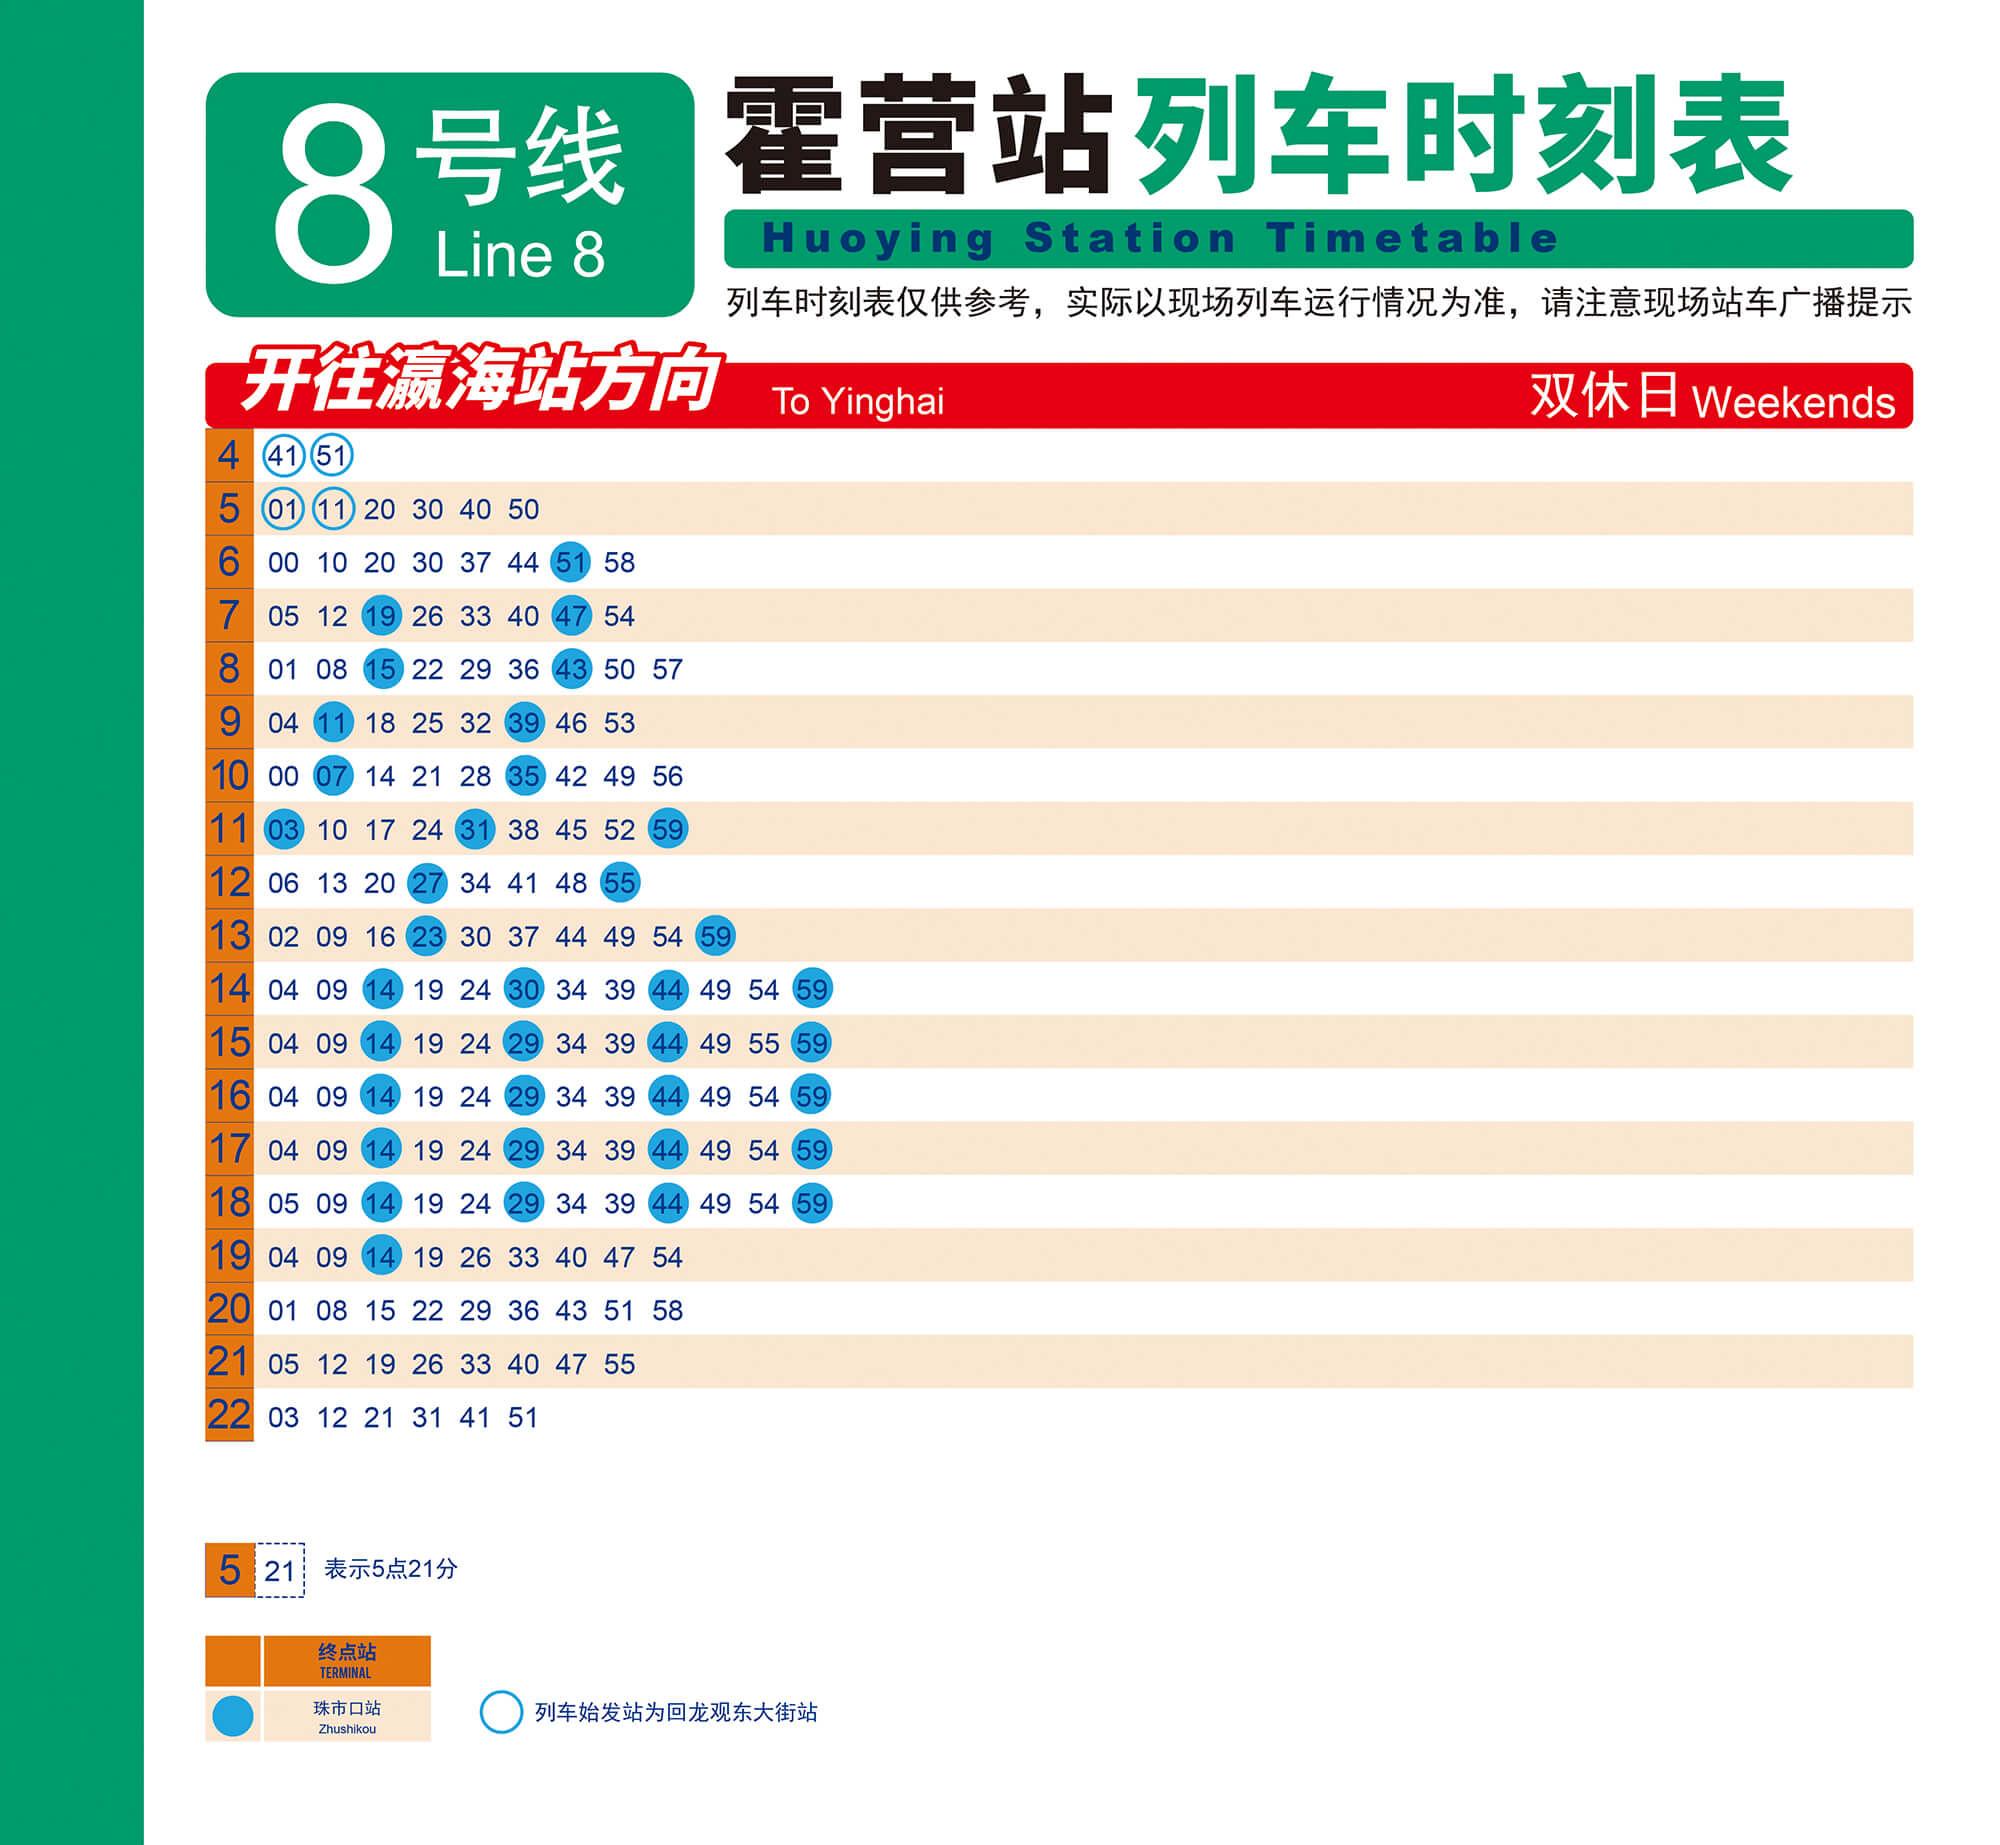 8号线
Line 8
霍营站列车时刻表
Huoying Station Timetable
列车时刻表仅供参考，实际以现场列车运行情况为准，请注意现场站车广播提示
开往瀛海站方向 To Yinghai 双休日 Weekends
4 41 51
5 01 11 20 30 40 50
6 00 10 20 30 37 44 51 58
7 05 12 19 26 33 40 47 54
8 01 08 15 22 29 36 43 50 57
9 04 11 18 25 32 39 46 53
10 00 07 14 21 28 35 42 49 56
11 03 10 17 24 31 38 45 52 59
12 06 13 20 27 34 41 48 55
13 02 09 16 23 30 37 44 49 54 59
14 04 09 14 19 24 30 34 39 44 49 54 59
15 04 09 14 19 24 29 34 39 44 49 55 59
16 04 09 14 19 24 29 34 39 44 49 54 59
17 04 09 14 19 24 29 34 39 44 49 54 59
18 05 09 14 19 24 29 34 39 44 49 54 59
19 04 09 14 19 26 33 40 47 54
20 01 08 15 22 29 36 43 51 58
21 05 12 19 26 33 40 47 55
22 03 12 21 31 41 51
5 21 表示5点21分
终点站
TERMINAL
珠市口站
Zhushikou
列车始发站为回龙观东大街站